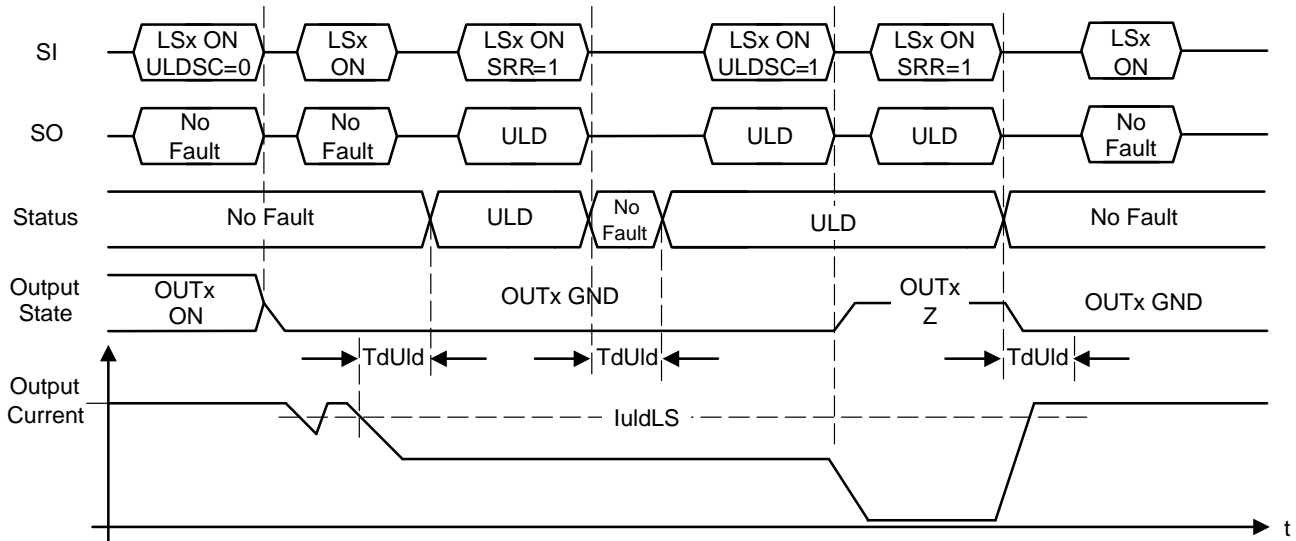 SI
LSx ON
ULDSC=0
LSx
ON
LSx ON
SRR=1
LSx ON
ULDSC=1
LSx ON
SRR=1
LSx
ON
SO
No
Fault
No
Fault
ULD
ULD
ULD
No
Fault
Status
No Fault
ULD
No
Fault
ULD
No Fault
Output
State
OUTx
ON
OUTx GND
OUTx
Z
OUTx GND
TdUld
TdUld
TdUld
Output
Current
IuldLS
t